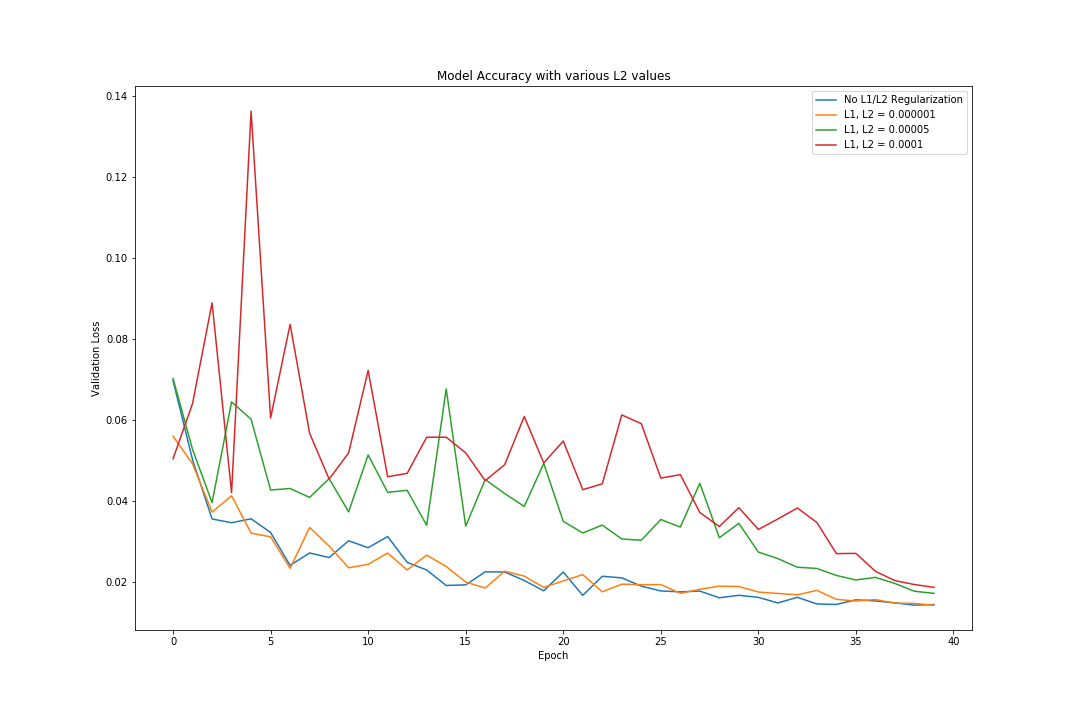 Model Accuracy with various L2 values
No L1/L2 Regularization
L1, L2 = 0.000001
L1, L2 = 0.00005
L1, L2 = 0.0001
0.14
0.12
0.10
0.08
0.06
0.04
0.02
Validation Loss
0 5 10 15 20 25 30 35 40
Epoch